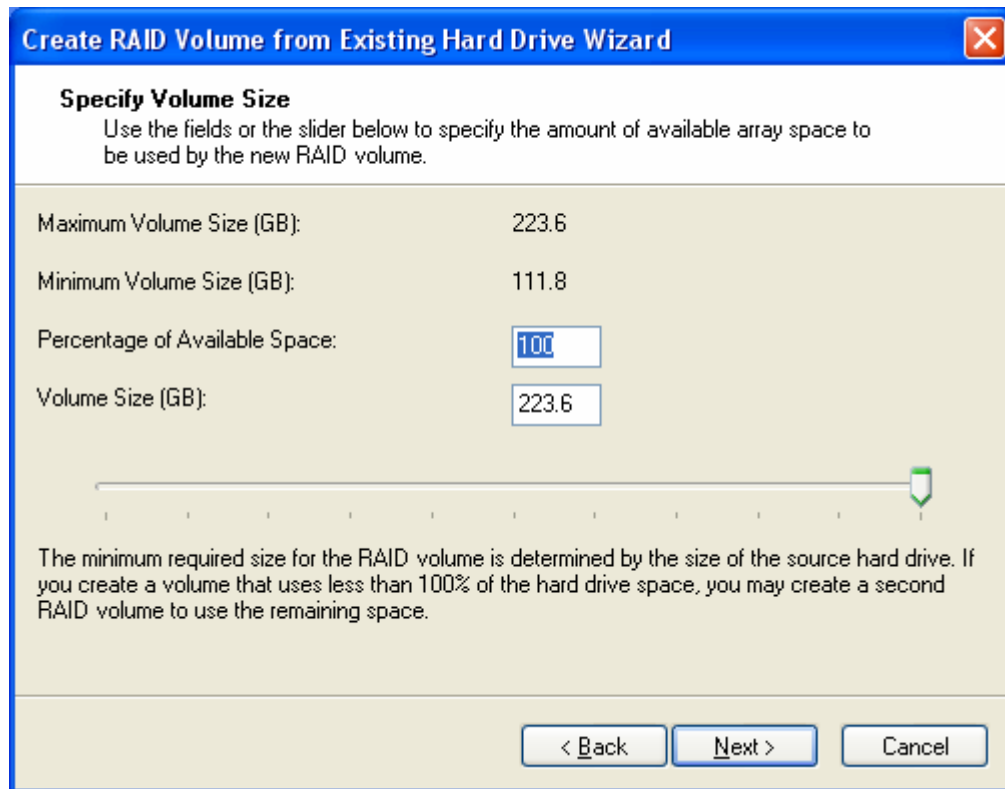 Create RAID Volume from Existing Hard Drive Wizard
Specify Volume Size
Use the fields or the slider below to specify the amount of available array space to
be used by the new RAID volume.
Maximum Volume Size (GB): 223.6
Minimum Volume Size (GB): 111.8
Percentage of Available Space: 100
Volume Size (GB): 223.6
The minimum required size for the RAID volume is determined by the size of the source hard drive. If
you create a volume that uses less than 100% of the hard drive space, you may create a second
RAID volume to use the remaining space.
< Back Next > Cancel